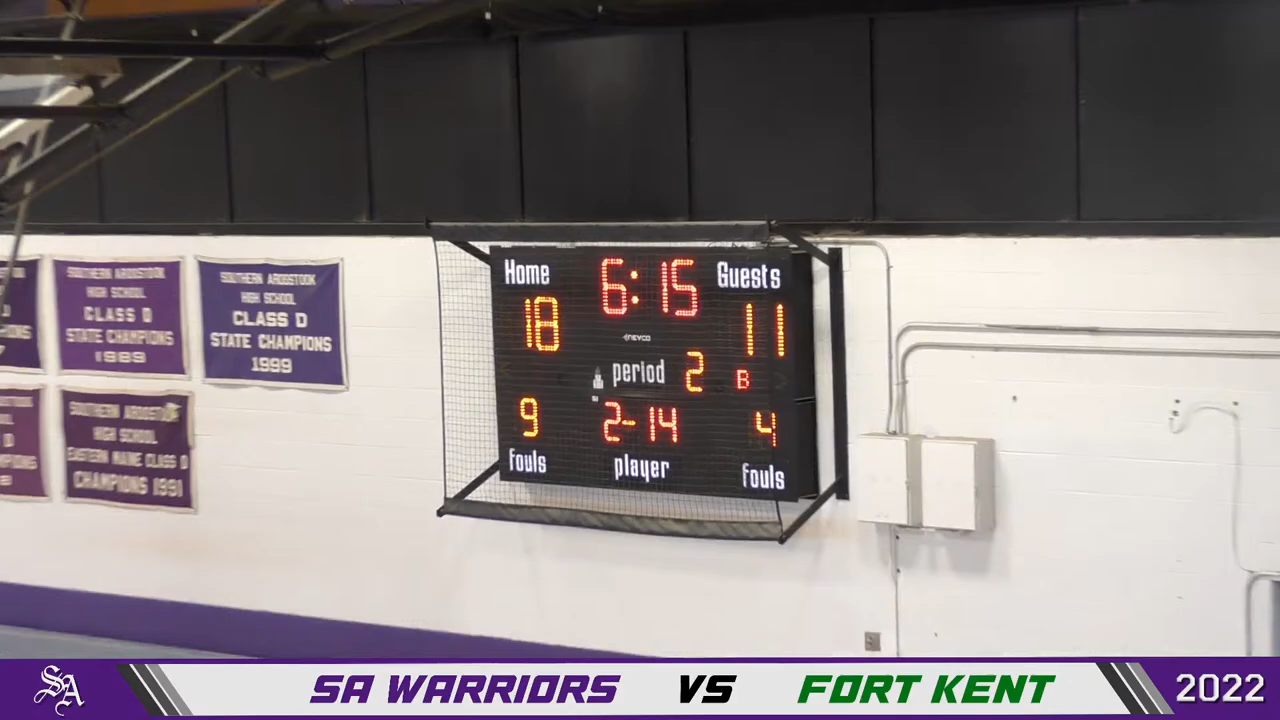 SOUTHERN AROOSTOOK
HIGH SCHOOL
CLASS D
STATE CHAMPIONS
1989
SOUTHERN AROOSTOOK
HIGH SCHOOL
CLASS D
STATE CHAMPIONS
1999
SOUTHERN AROOSTOOK
HIGH SCHOOL
EASTERN MAINE CLASS D
CHAMPIONS 1991
Home 6:15 Guests
18 11
NEVCO
period 2 B
9 2-14 4
fouls player fouls
SA SA WARRIORS VS FORT KENT 2022